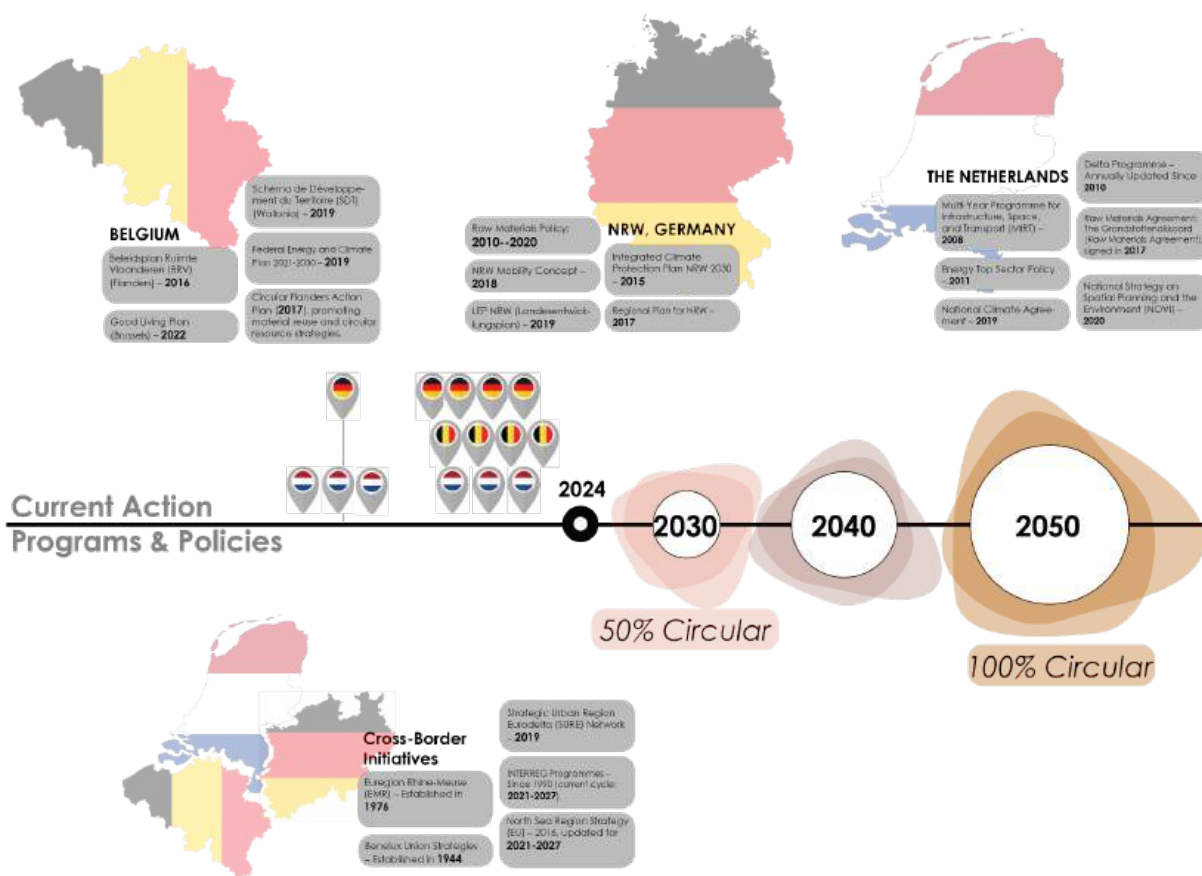 BELGIUM
Beleidsplan Ruimte
Vlaanderen (BRV)
(Flanders) – 2016
Good Living Plan
(Brussels) – 2022
Schéma de Développe-
ment du Territoire (SDT)
(Wallonia) – 2019
Federal Energy and Climate
Plan 2021-2030 – 2019
Circular Flanders Action
Plan (2017), promoting
material reuse and circular
resource strategies.
NRW, GERMANY
Raw Materials Policy:
2010--2020
NRW Mobility Concept –
2018
LEP NRW (Landesentwick-
lungsplan) – 2019
Integrated Climate
Protection Plan NRW 2030
– 2015
Regional Plan for NRW –
2017
THE NETHERLANDS
Multi-Year Programme for
Infrastructure, Space,
and Transport (MIRT) –
2008
Energy Top Sector Policy
– 2011
National Climate Agree-
ment – 2019
Delta Programme –
Annually Updated Since
2010
Raw Materials Agreement:
The Grondstoffenakkoord
(Raw Materials Agreement)
signed in 2017
National Strategy on
Spatial Planning and the
Environment (NOVI) –
2020
Current Action
Programs & Policies
2024
2030
2040
2050
50% Circular
100% Circular
Cross-Border
Initiatives
Euregion Rhine-Meuse
(EMR) – Established in
1976
Benelux Union Strategies
– Established in 1944
Strategic Urban Region
Eurodelta (SURE) Network
– 2019
INTERREG Programmes –
Since 1990 (current cycle:
2021-2027)
North Sea Region Strategy
(EU) – 2016, updated for
2021-2027